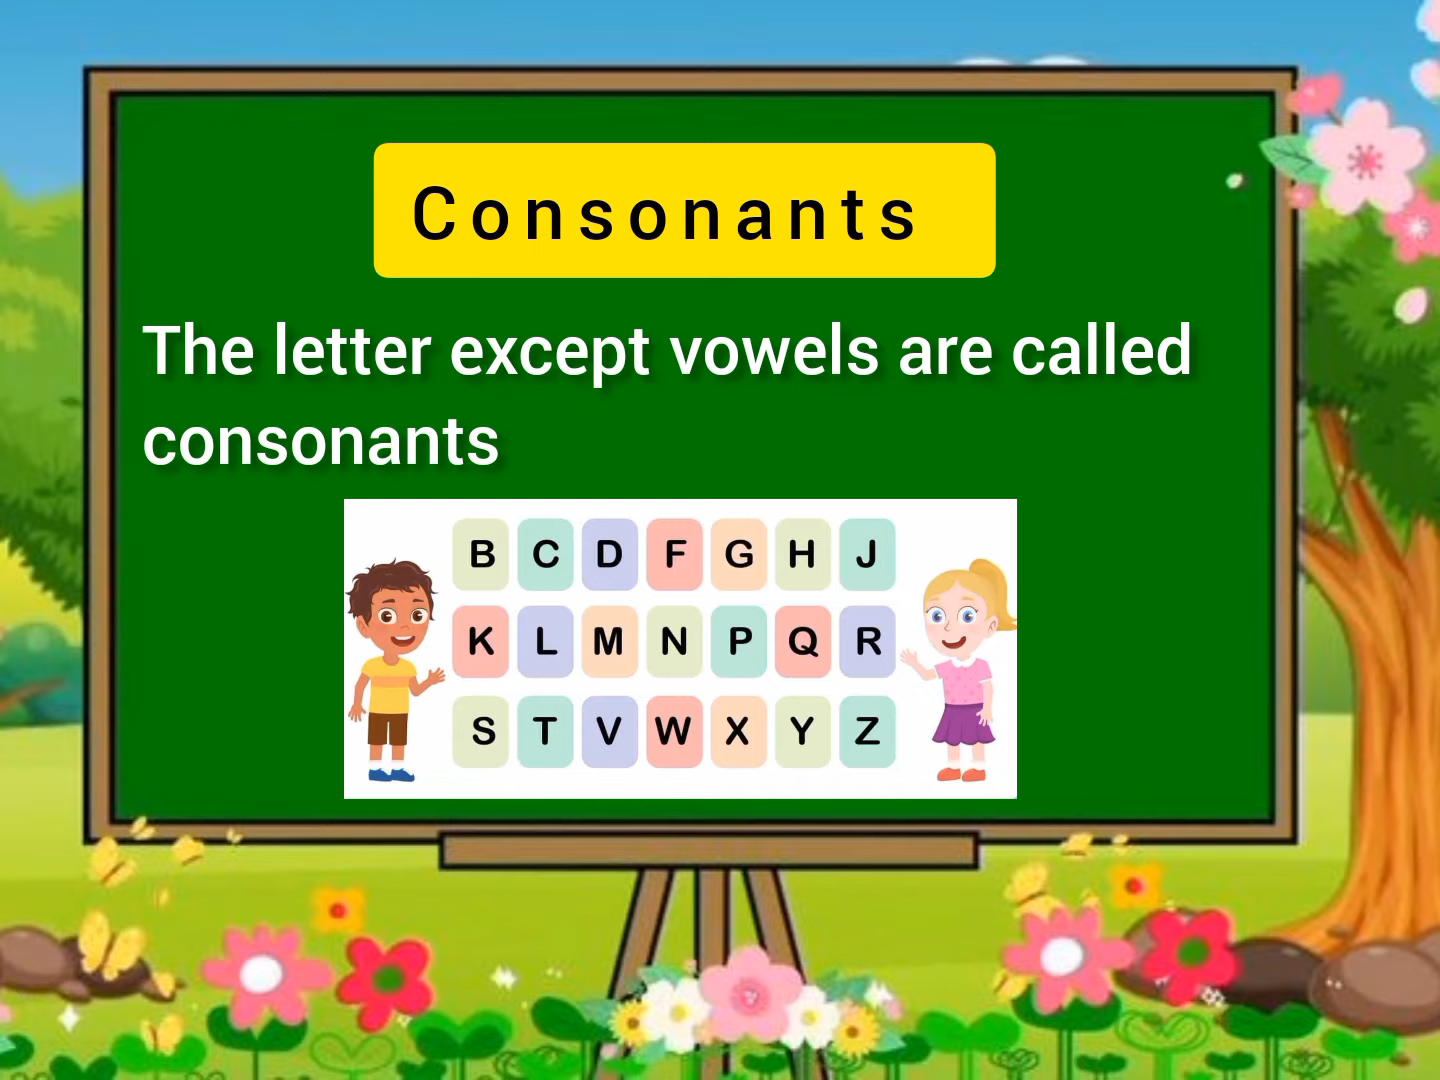 Consonants
The letter except vowels are called
consonants
B C D F G H J
K L M N P Q R
S T V W X Y Z